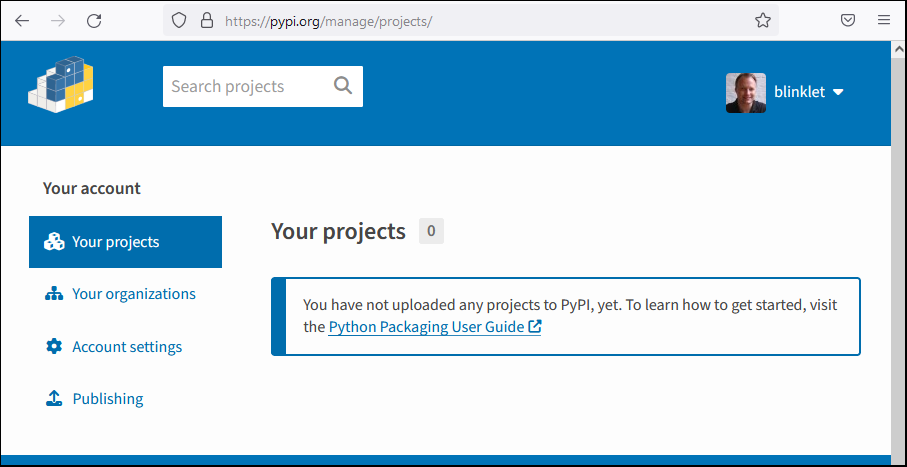 https://pypi.org/manage/projects/
Search projects
blinklet
Your account
Your projects
Your organizations
Account settings
Publishing
Your projects 0
You have not uploaded any projects to PyPI, yet. To learn how to get started, visit
the Python Packaging User Guide